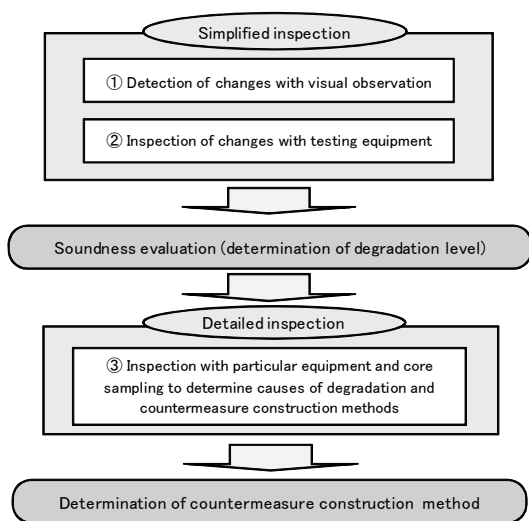 Simplified inspection
① Detection of changes with visual observation
② Inspection of changes with testing equipment
Soundness evaluation (determination of degradation level)
Detailed inspection
③ Inspection with particular equipment and core
sampling to determine causes of degradation and
countermeasure construction methods
Determination of countermeasure construction method